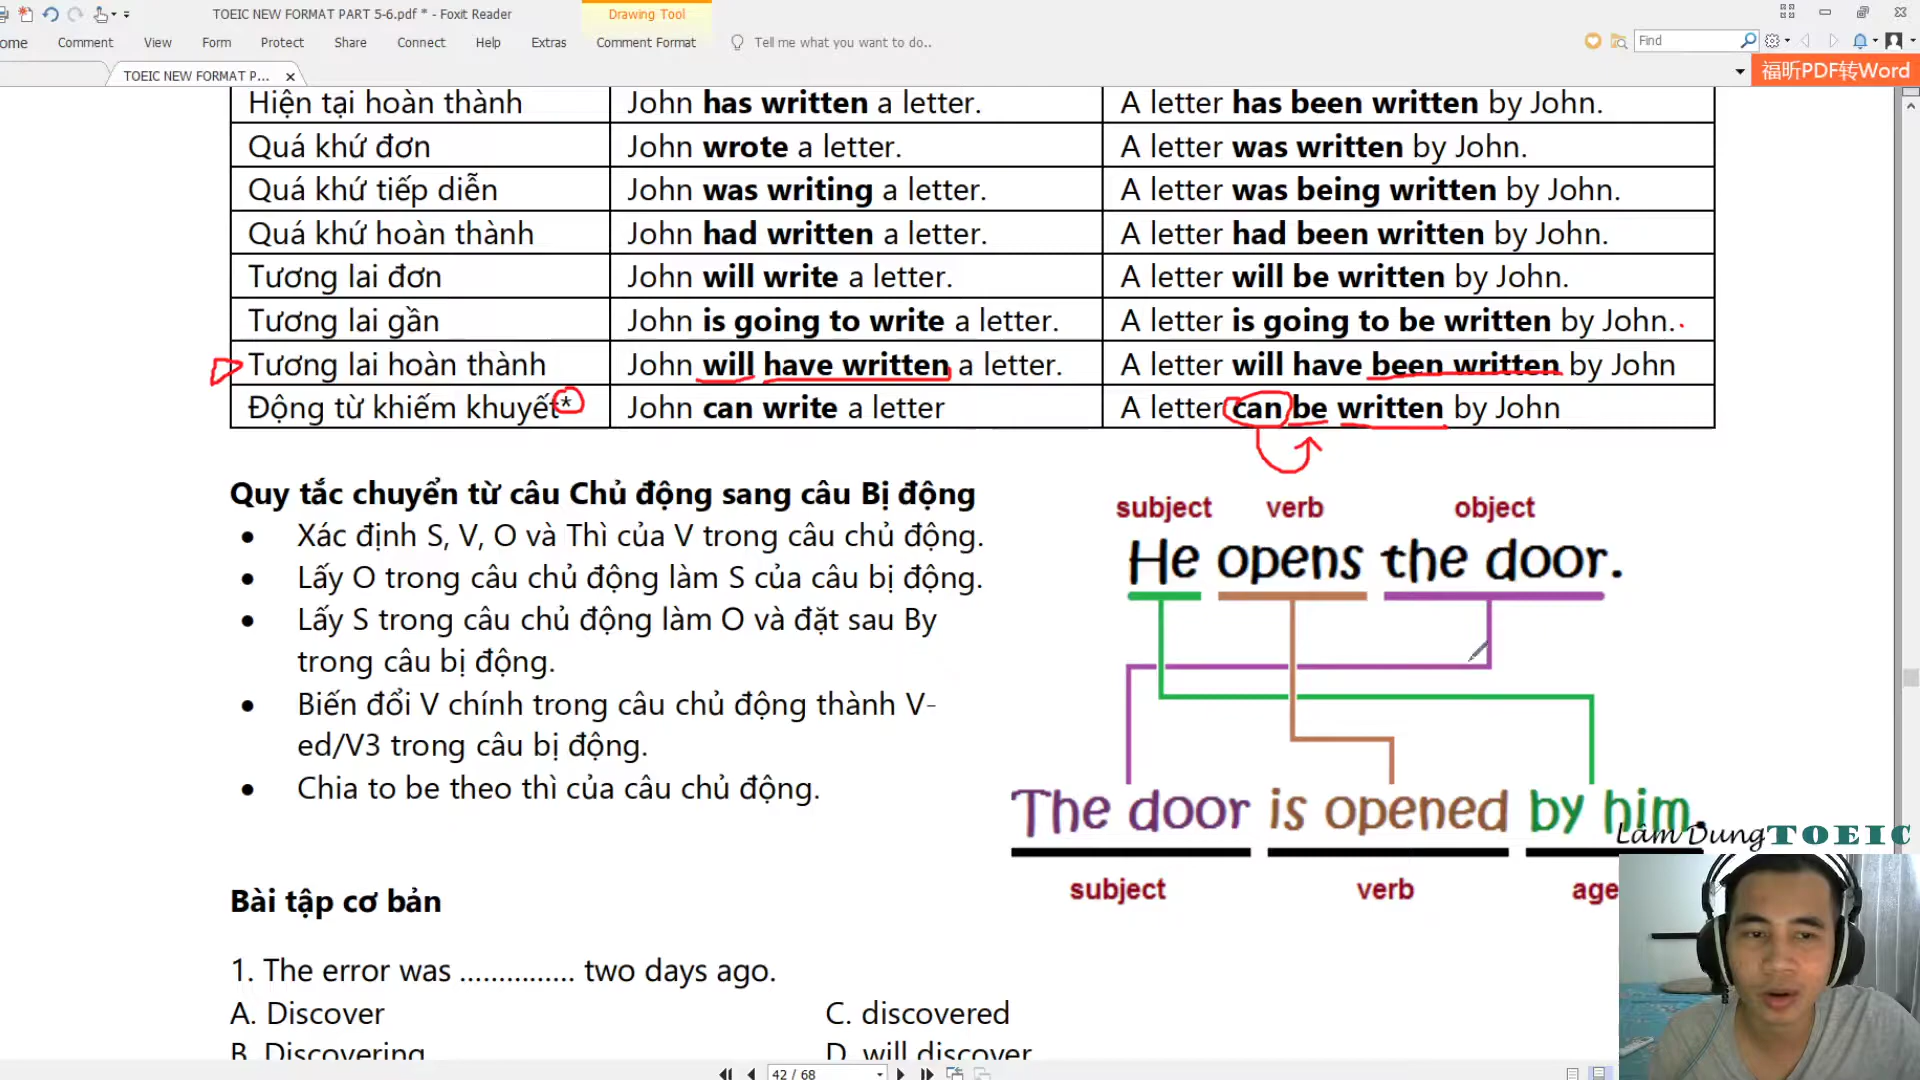 TOEIC NEW FORMAT PART 5-6.pdf * - Foxit Reader
Drawing Tool
ome Comment View Form Protect Share Connect Help Extras Comment Format Tell me what you want to do.. Find
TOEIC NEW FORMAT P... 福昕PDF转Word
Hiện tại hoàn thành John has written a letter. A letter has been written by John.
Quá khứ đơn John wrote a letter. A letter was written by John.
Quá khứ tiếp diễn John was writing a letter. A letter was being written by John.
Quá khứ hoàn thành John had written a letter. A letter had been written by John.
Tương lai đơn John will write a letter. A letter will be written by John.
Tương lai gần John is going to write a letter. A letter is going to be written by John.
Tương lai hoàn thành John will have written a letter. A letter will have been written by John
Động từ khiếm khuyết* John can write a letter A letter can be written by John
Quy tắc chuyển từ câu Chủ động sang câu Bị động
• Xác định S, V, O và Thì của V trong câu chủ động.
• Lấy O trong câu chủ động làm S của câu bị động.
• Lấy S trong câu chủ động làm O và đặt sau By
trong câu bị động.
• Biến đổi V chính trong câu chủ động thành V-
ed/V3 trong câu bị động.
• Chia to be theo thì của câu chủ động.
subject verb object
He opens the door.
The door is opened by him.
subject verb age
Lâm Dung TOEIC
Bài tập cơ bản
1. The error was ............... two days ago.
A. Discover C. discovered
B. Discovering D. will discover
42 / 68